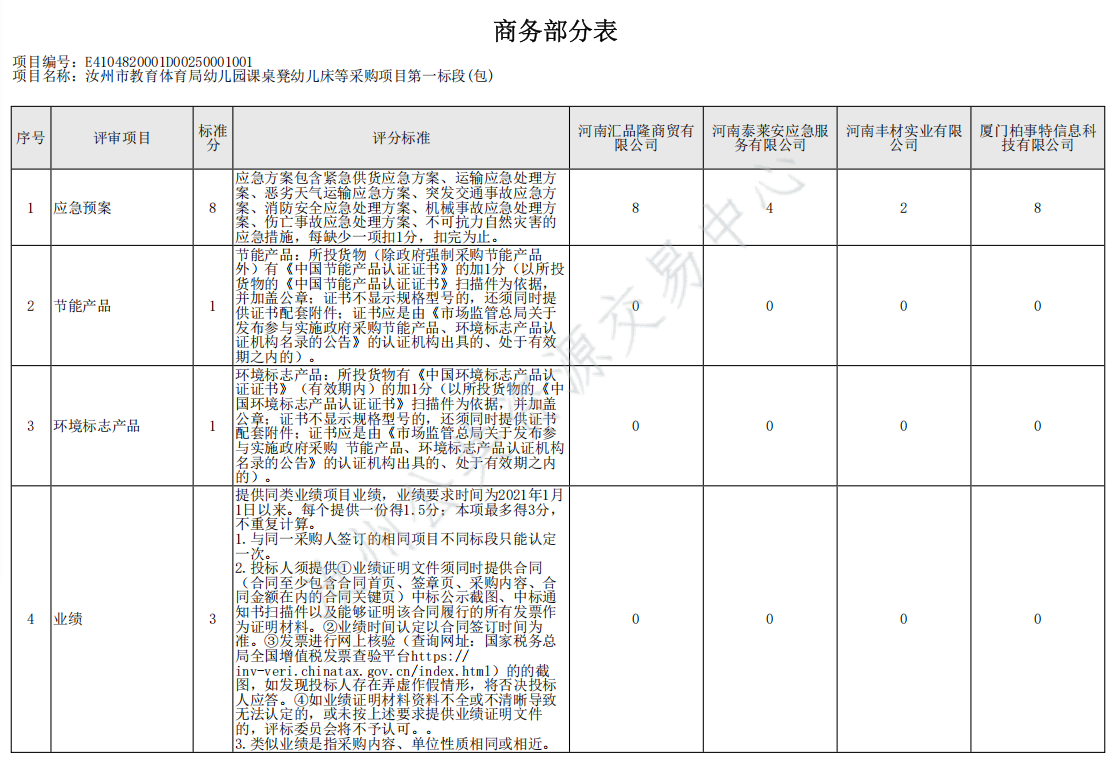 商务部分表
项目编号：E4104820001D00250001001
项目名称：汝州市教育体育局幼儿园课桌凳幼儿床等采购项目第一标段(包)
序号
评审项目
标准
分
评分标准
河南汇品隆商贸有
限公司
河南泰莱安应急服
务有限公司
河南丰材实业有限
公司
厦门柏事特信息科
技有限公司
1
应急预案
8
应急方案包含紧急供货应急方案、运输应急处理方
案、恶劣天气运输应急方案、突发交通事故应急方
案、消防安全应急处理方案、机械事故应急处理方
案、伤亡事故应急处理方案、不可抗力自然灾害的
应急措施，每缺少一项扣1分，扣完为止。
8
4
2
8
2
节能产品
1
节能产品：所投货物（除政府强制采购节能产品
外）有《中国节能产品认证证书》的加1分（以所投
货物的《中国节能产品认证证书》扫描件为依据，
并加盖公章；证书不显示规格型号的，还须同时提
供证书配套附件；证书应是由《市场监管总局关于
发布参与实施政府采购节能产品、环境标志产品认
证机构名录的公告》的认证机构出具的、处于有效
期之内的）。
0
0
0
0
3
环境标志产品
1
环境标志产品：所投货物有《中国环境标志产品认
证证书》（有效期内）的加1分（以所投货物的《中
国环境标志产品认证证书》扫描件为依据，并加盖
公章；证书不显示规格型号的，还须同时提供证书
配套附件；证书应是由《市场监管总局关于发布参
与实施政府采购 节能产品、环境标志产品认证机构
名录的公告》的认证机构出具的、处于有效期之内
的）。
0
0
0
0
4
业绩
3
提供同类业绩项目业绩，业绩要求时间为2021年1月
1日以来。每个提供一份得1.5分；本项最多得3分，
不重复计算。
1.与同一采购人签订的相同项目不同标段只能认定
一次。
2.投标人须提供①业绩证明文件须同时提供合同
（合同至少包含合同首页、签章页、采购内容、合
同金额在内的合同关键页）中标公示截图、中标通
知书扫描件以及能够证明该合同履行的所有发票作
为证明材料。②业绩时间认定以合同签订时间为
准。③发票进行网上核验（查询网址：国家税务总
局全国增值税发票查验平台https://
inv-veri.chinatax.gov.cn/index.html）的的截
图，如发现投标人存在弄虚作假情形，将否决投标
人应答。④如业绩证明材料资料不全或不清晰导致
无法认定的，或未按上述要求提供业绩证明文件
的，评标委员会将不予认可。。
3.类似业绩是指采购内容、单位性质相同或相近。
0
0
0
0